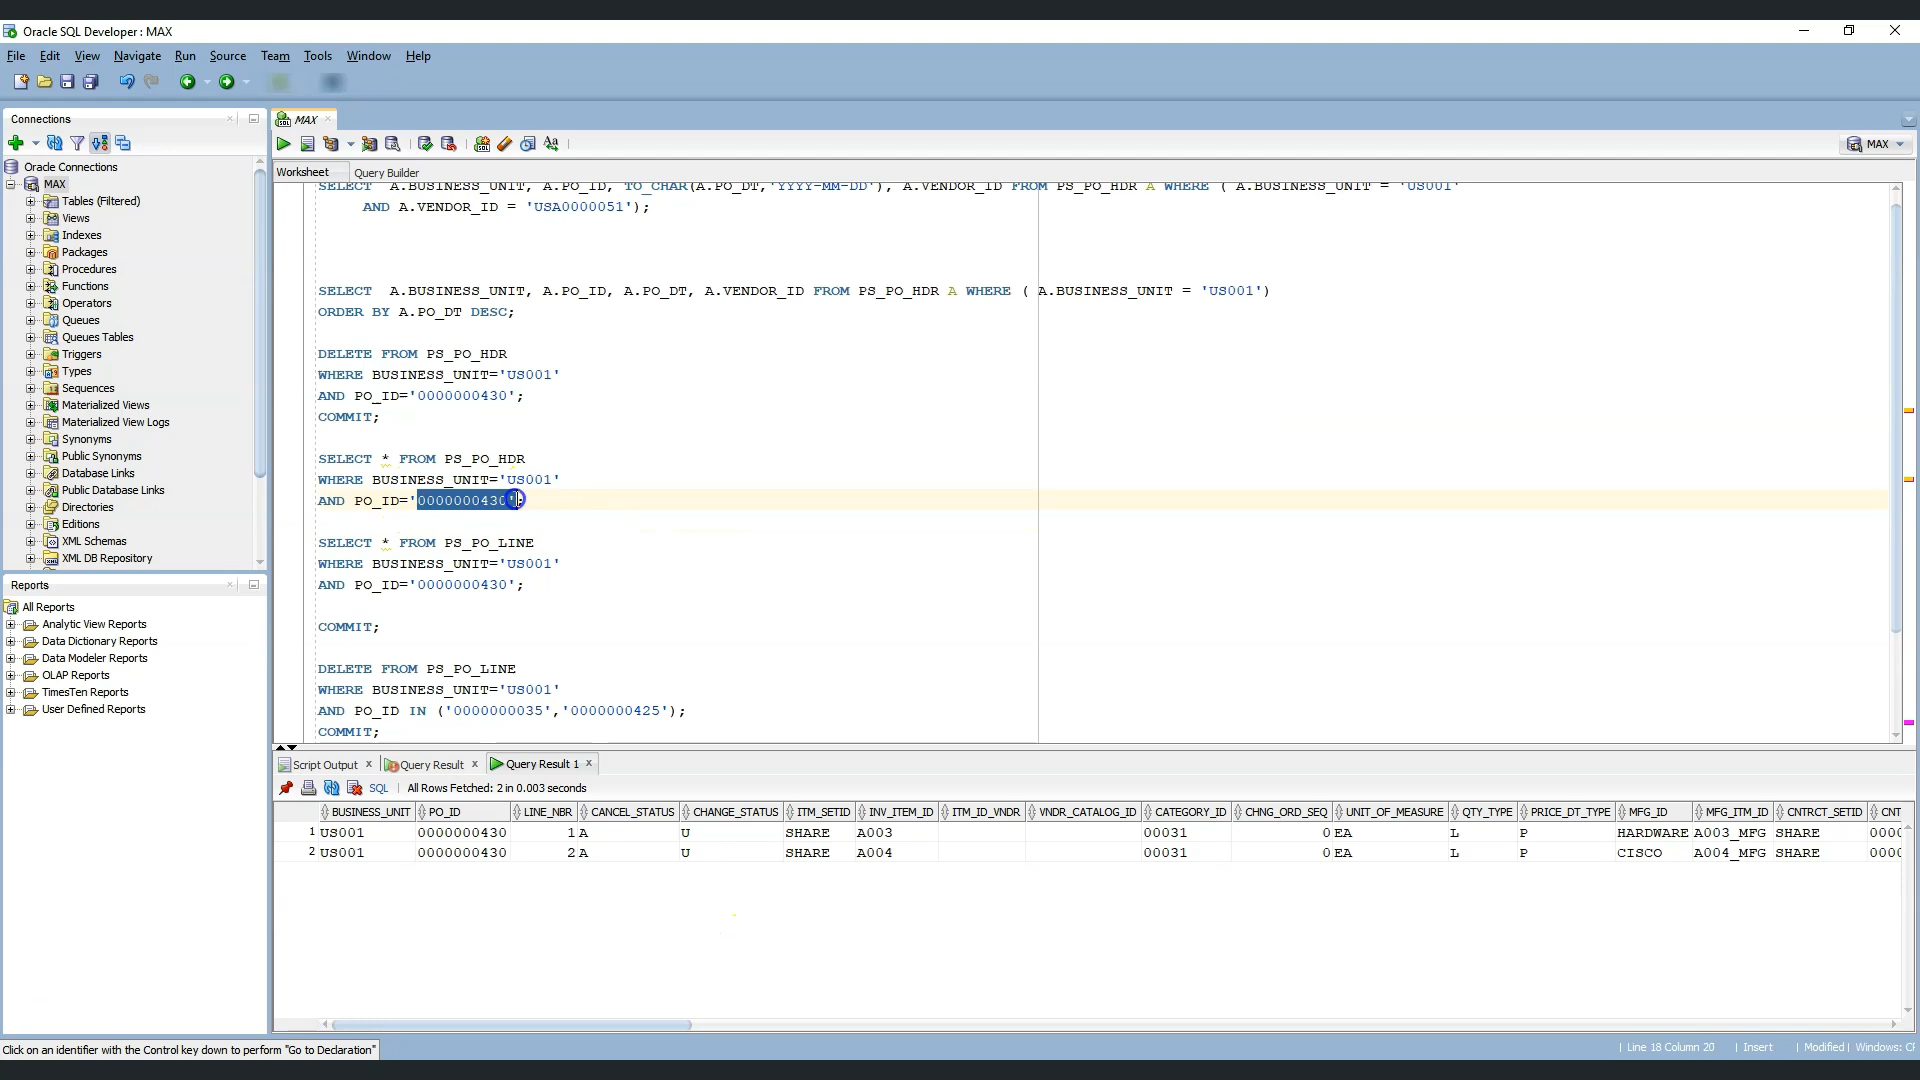 Oracle SQL Developer : MAX
File Edit View Navigate Run Source Team Tools Window Help
Connections
Oracle Connections
MAX
Tables (Filtered)
Views
Indexes
Packages
Procedures
Functions
Operators
Queues
Queues Tables
Triggers
Types
Sequences
Materialized Views
Materialized View Logs
Synonyms
Public Synonyms
Database Links
Public Database Links
Directories
Editions
XML Schemas
XML DB Repository
Reports
All Reports
Analytic View Reports
Data Dictionary Reports
Data Modeler Reports
OLAP Reports
TimesTen Reports
User Defined Reports
MAX
MAX
Worksheet Query Builder
SELECT A.BUSINESS_UNIT, A.PO_ID, TO_CHAR(A.PO_DT,'YYYY-MM-DD'), A.VENDOR_ID FROM PS_PO_HDR A WHERE ( A.BUSINESS_UNIT = 'US001'
AND A.VENDOR_ID = 'USA0000051');
SELECT A.BUSINESS_UNIT, A.PO_ID, A.PO_DT, A.VENDOR_ID FROM PS_PO_HDR A WHERE ( A.BUSINESS_UNIT = 'US001')
ORDER BY A.PO_DT DESC;
DELETE FROM PS_PO_HDR
WHERE BUSINESS_UNIT='US001'
AND PO_ID='0000000430';
COMMIT;
SELECT * FROM PS_PO_HDR
WHERE BUSINESS_UNIT='US001'
AND PO_ID='0000000430';
SELECT * FROM PS_PO_LINE
WHERE BUSINESS_UNIT='US001'
AND PO_ID='0000000430';
COMMIT;
DELETE FROM PS_PO_LINE
WHERE BUSINESS_UNIT='US001'
AND PO_ID IN ('0000000035','0000000425');
COMMIT;
Script Output Query Result Query Result 1
SQL All Rows Fetched: 2 in 0.003 seconds
BUSINESS_UNIT PO_ID LINE_NBR CANCEL_STATUS CHANGE_STATUS ITM_SETID INV_ITEM_ID ITM_ID_VNDR VNDR_CATALOG_ID CATEGORY_ID CHNG_ORD_SEQ UNIT_OF_MEASURE QTY_TYPE PRICE_DT_TYPE MFG_ID MFG_ITM_ID CNTRCT_SETID CNT
1 US001 0000000430 1 A U SHARE A003 00031 0 EA L P HARDWARE A003_MFG SHARE 0000
2 US001 0000000430 2 A U SHARE A004 00031 0 EA L P CISCO A004_MFG SHARE 0000
Click on an identifier with the Control key down to perform "Go to Declaration"
Line 18 Column 20 Insert Modified Windows: CF